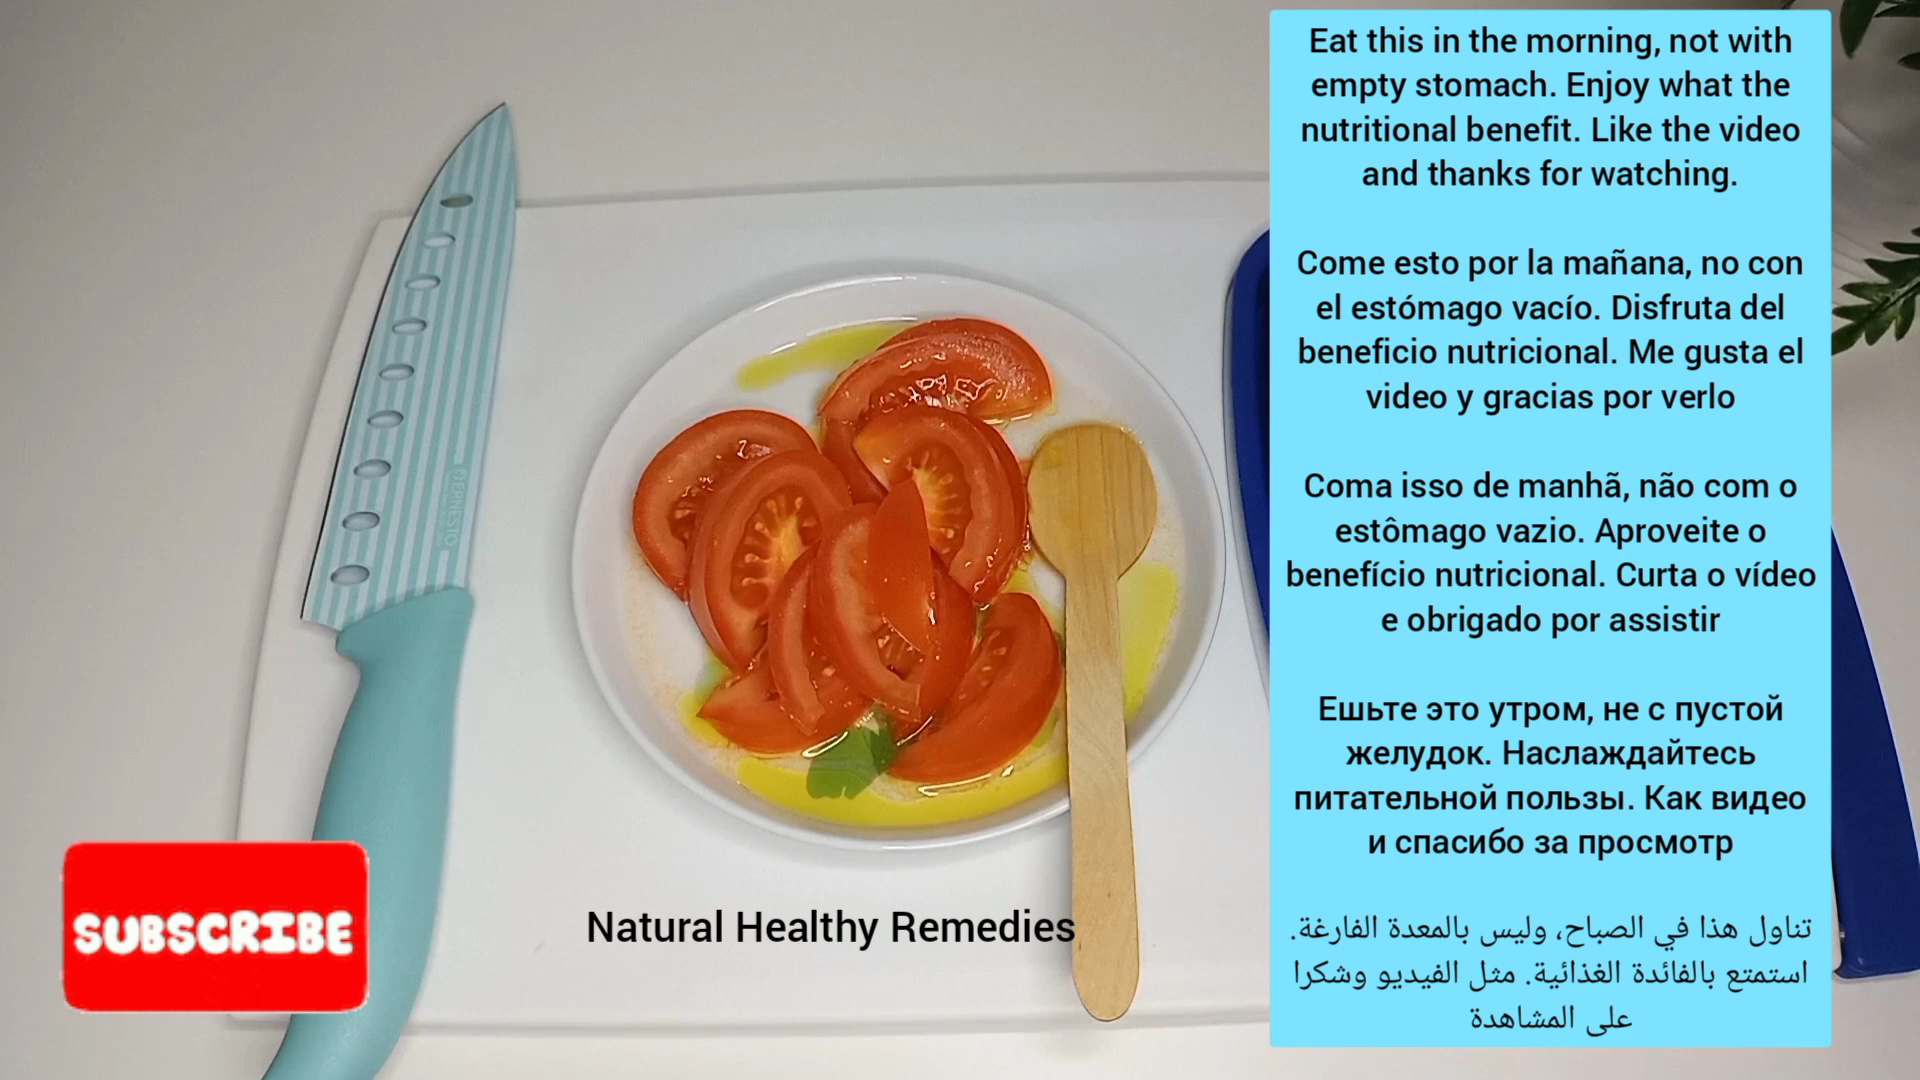 Eat this in the morning, not with
empty stomach. Enjoy what the
nutritional benefit. Like the video
and thanks for watching.
Come esto por la mañana, no con
el estómago vacío. Disfruta del
beneficio nutricional. Me gusta el
video y gracias por verlo
Coma isso de manhã, não com o
estômago vazio. Aproveite o
benefício nutricional. Curta o vídeo
e obrigado por assistir
Ешьте это утром, не с пустой
желудок. Наслаждайтесь
питательной пользы. Как видео
и спасибо за просмотр
تناول هذا في الصباح، وليس بالمعدة الفارغة.
استمتع بالفائدة الغذائية. مثل الفيديو وشكرا
على المشاهدة
ERNESTO
SUBSCRIBE
Natural Healthy Remedies